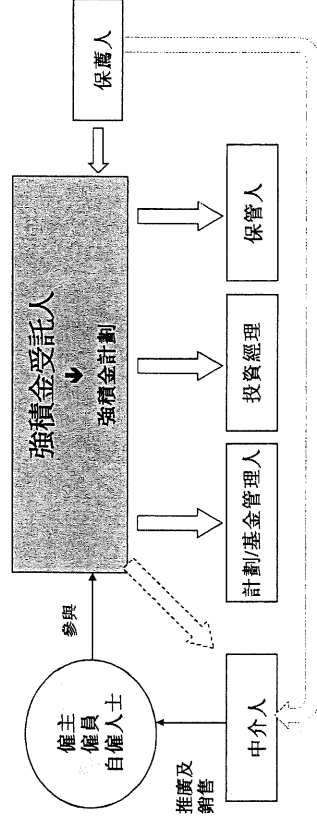 保薦人
強積金受託人
強積金計劃
參與
僱主
僱員
自僱人士
推廣及
銷售
中介人
計劃/基金管理人
投資經理
保管人